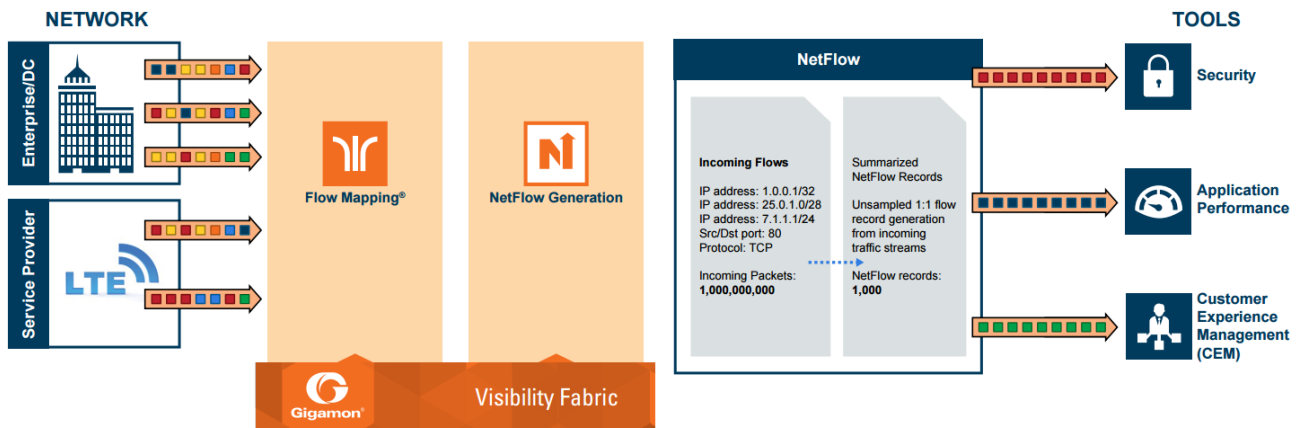 NETWORK
Enterprise/DC
Service Provider
LTE
Flow Mapping®
NetFlow Generation
Gigamon®
Visibility Fabric
NetFlow
Incoming Flows
IP address: 1.0.0.1/32
IP address: 25.0.1.0/28
IP address: 7.1.1.1/24
Src/Dst port: 80
Protocol: TCP
Incoming Packets:
1,000,000,000
Summarized
NetFlow Records
Unsampled 1:1 flow
record generation
from incoming
traffic streams
NetFlow records:
1,000
TOOLS
Security
Application
Performance
Customer
Experience
Management
(CEM)